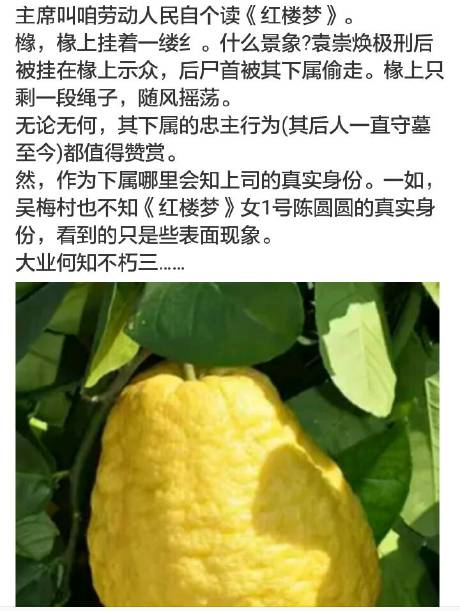 主席叫咱劳动人民自个读《红楼梦》。
橼，椽上挂着一缕纟。什么景象?袁崇焕极刑后
被挂在椽上示众，后尸首被其下属偷走。椽上只
剩一段绳子，随风摇荡。
无论无何，其下属的忠主行为(其后人一直守墓
至今)都值得赞赏。
然，作为下属哪里会知上司的真实身份。一如，
吴梅村也不知《红楼梦》女1号陈圆圆的真实身
份，看到的只是些表面现象。
大业何知不朽三……